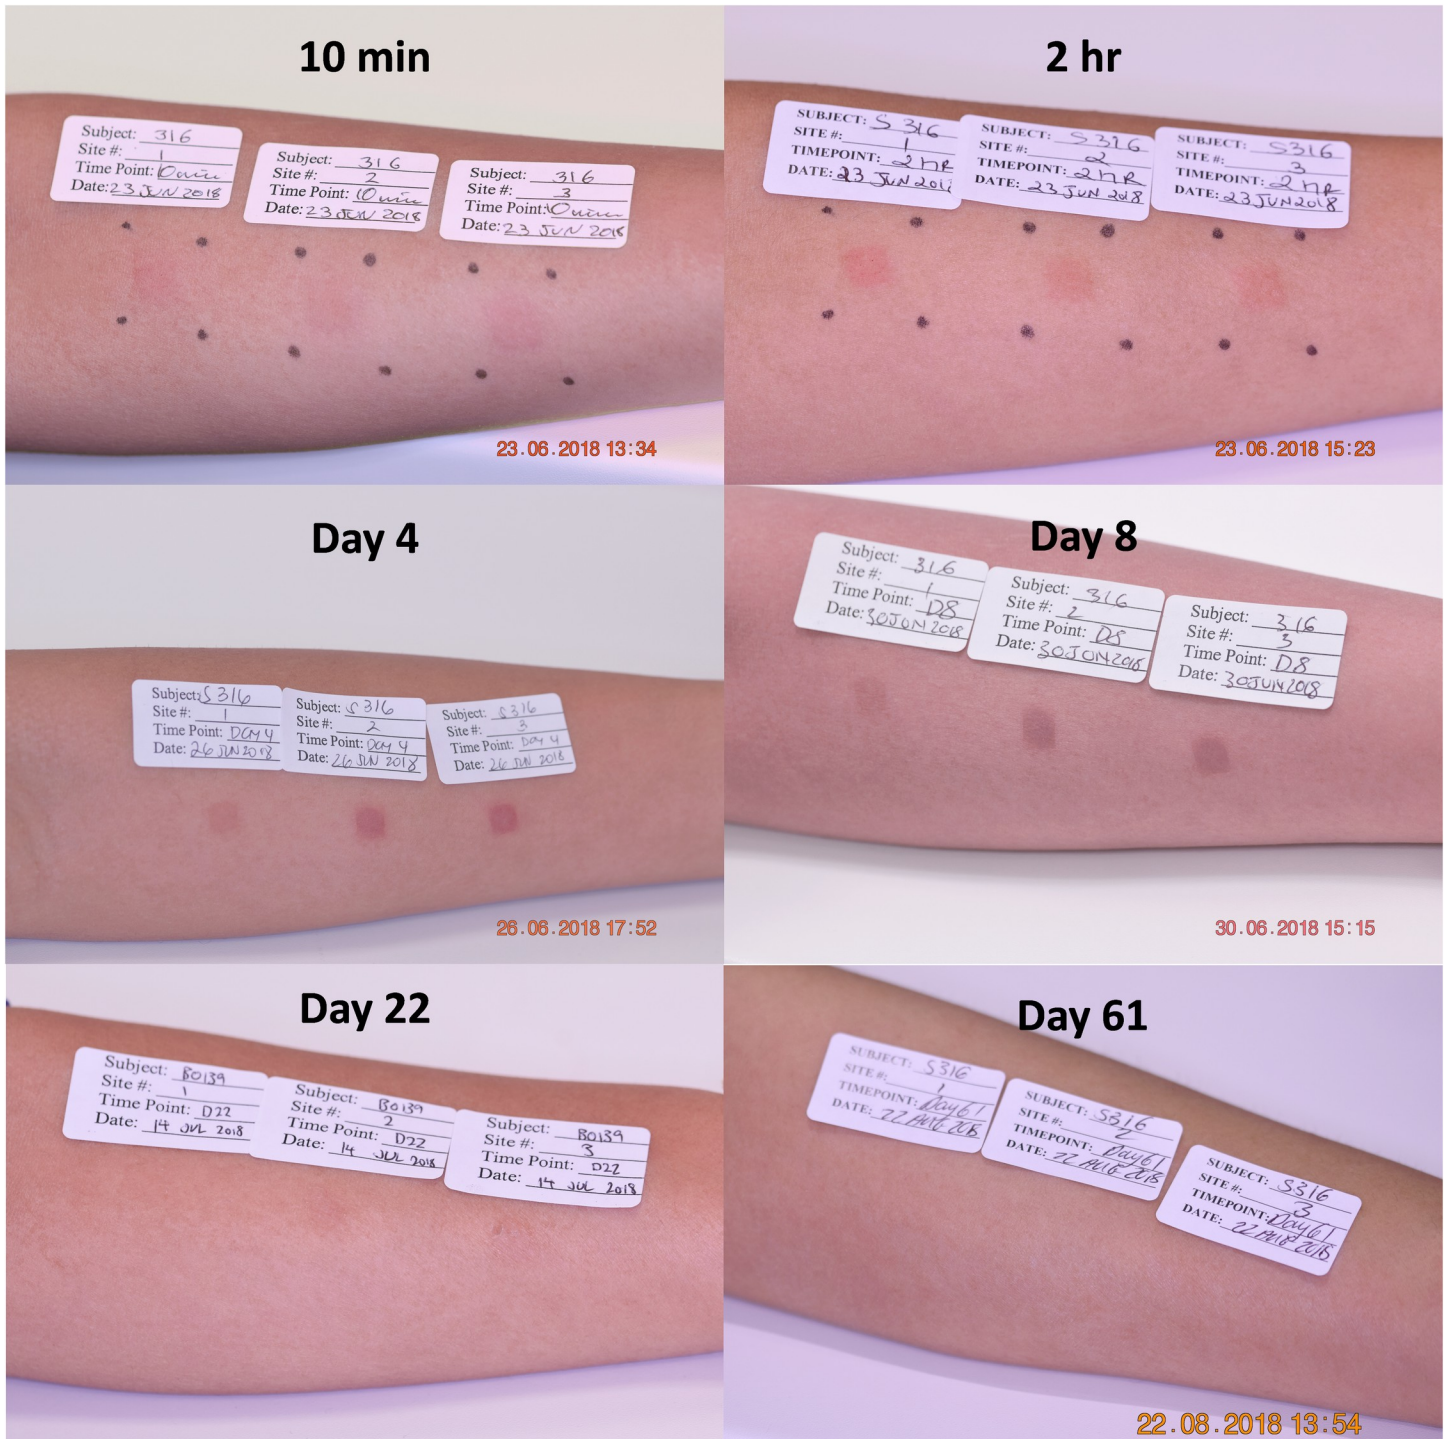 10 min
Subject: 316
Site #: 1
Time Point: 10 min
Date: 23 JUN 2018
Subject: 316
Site #: 2
Time Point: 10 min
Date: 23 JUN 2018
Subject: 316
Site #: 3
Time Point: 10 min
Date: 23 JUN 2018
23.06.2018 13:34
2 hr
SUBJECT: S 316
SITE #: 1
TIMEPOINT: 2 HR
DATE: 23 JUN 201
SUBJECT: S316
SITE #: 2
TIMEPOINT: 2 HR
DATE: 23 JUN 2018
SUBJECT: S316
SITE #: 3
TIMEPOINT: 2 HR
DATE: 23 JUN 2018
23.06.2018 15:23
Day 4
Subject: S316
Site #: 1
Time Point: DAY 4
Date: 26 JUN 2018
Subject: S316
Site #: 2
Time Point: DAY 4
Date: 26 JUN 2018
Subject: S316
Site #: 3
Time Point: DAY 4
Date: 26 JUN 2018
26.06.2018 17:52
Day 8
Subject: 316
Site #: 1
Time Point: D8
Date: 30 JUN 2018
Subject: 316
Site #: 2
Time Point: D8
Date: 30 JUN 2018
Subject: 316
Site #: 3
Time Point: D8
Date: 30 JUN 2018
30.06.2018 15:15
Day 22
Subject: B0139
Site #: 1
Time Point: D22
Date: 14 JUL 2018
Subject: B0139
Site #: 2
Time Point: D22
Date: 14 JUL 2018
Subject: B0139
Site #: 3
Time Point: D22
Date: 14 JUL 2018
Day 61
SUBJECT: S316
SITE #: 1
TIMEPOINT: Day 61
DATE: 22 AUG 2018
SUBJECT: S316
SITE #: 2
TIMEPOINT: Day 61
DATE: 22 AUG 2018
SUBJECT: S316
SITE #: 3
TIMEPOINT: Day 61
DATE: 22 AUG 2018
22.08.2018 13:54